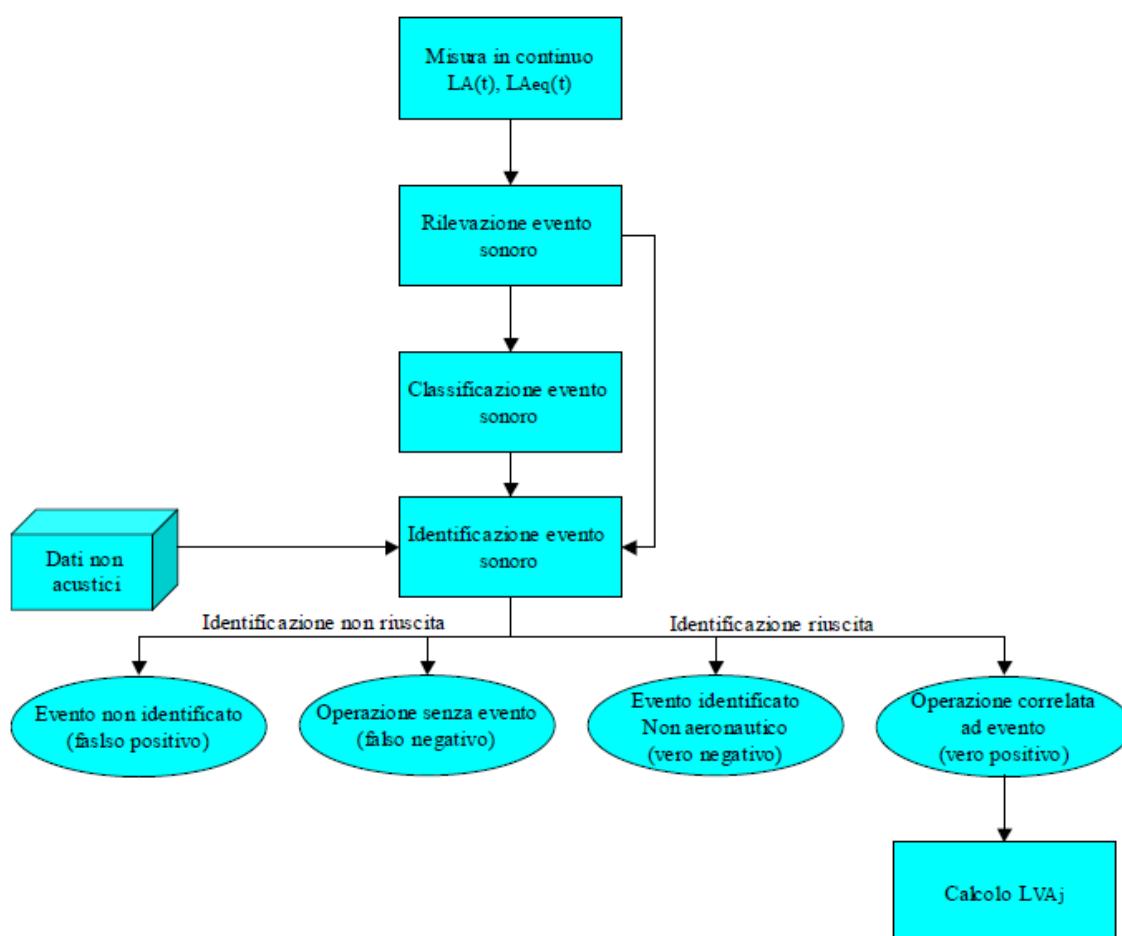 Misura in continuo
LA(t), LAeq(t)
Rilevazione evento
sonoro
Classificazione evento
sonoro
Identificazione evento
sonoro
Dati non
acustici
Identificazione non riuscita
Identificazione riuscita
Evento non identificato
(faslso positivo)
Operazione senza evento
(falso negativo)
Evento identificato
Non aeronautico
(vero negativo)
Operazione correlata
ad evento
(vero positivo)
Calcolo LVAj